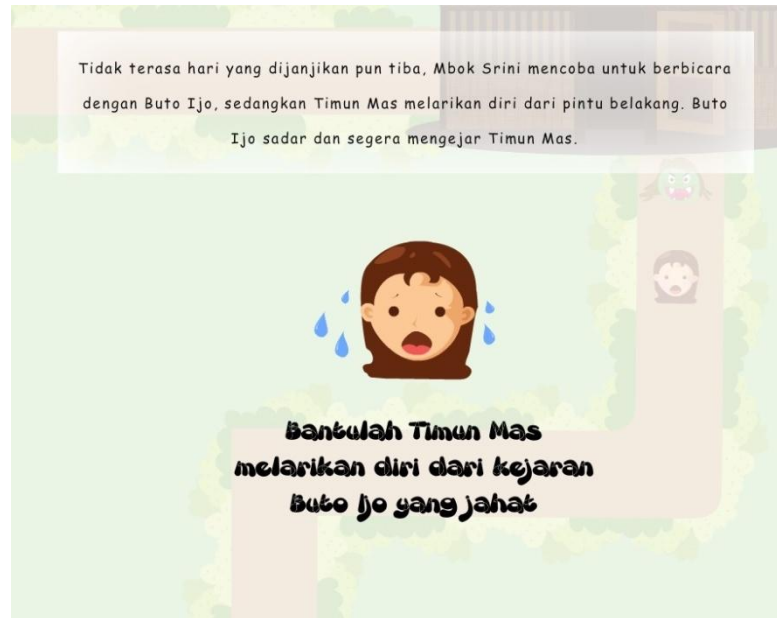 Tidak terasa hari yang dijanjikan pun tiba, Mbok Srini mencoba untuk berbicara
dengan Buto Ijo, sedangkan Timun Mas melarikan diri dari pintu belakang. Buto
Ijo sadar dan segera mengejar Timun Mas.
Bantulah Timun Mas
melarikan diri dari kejaran
Buto Ijo yang jahat